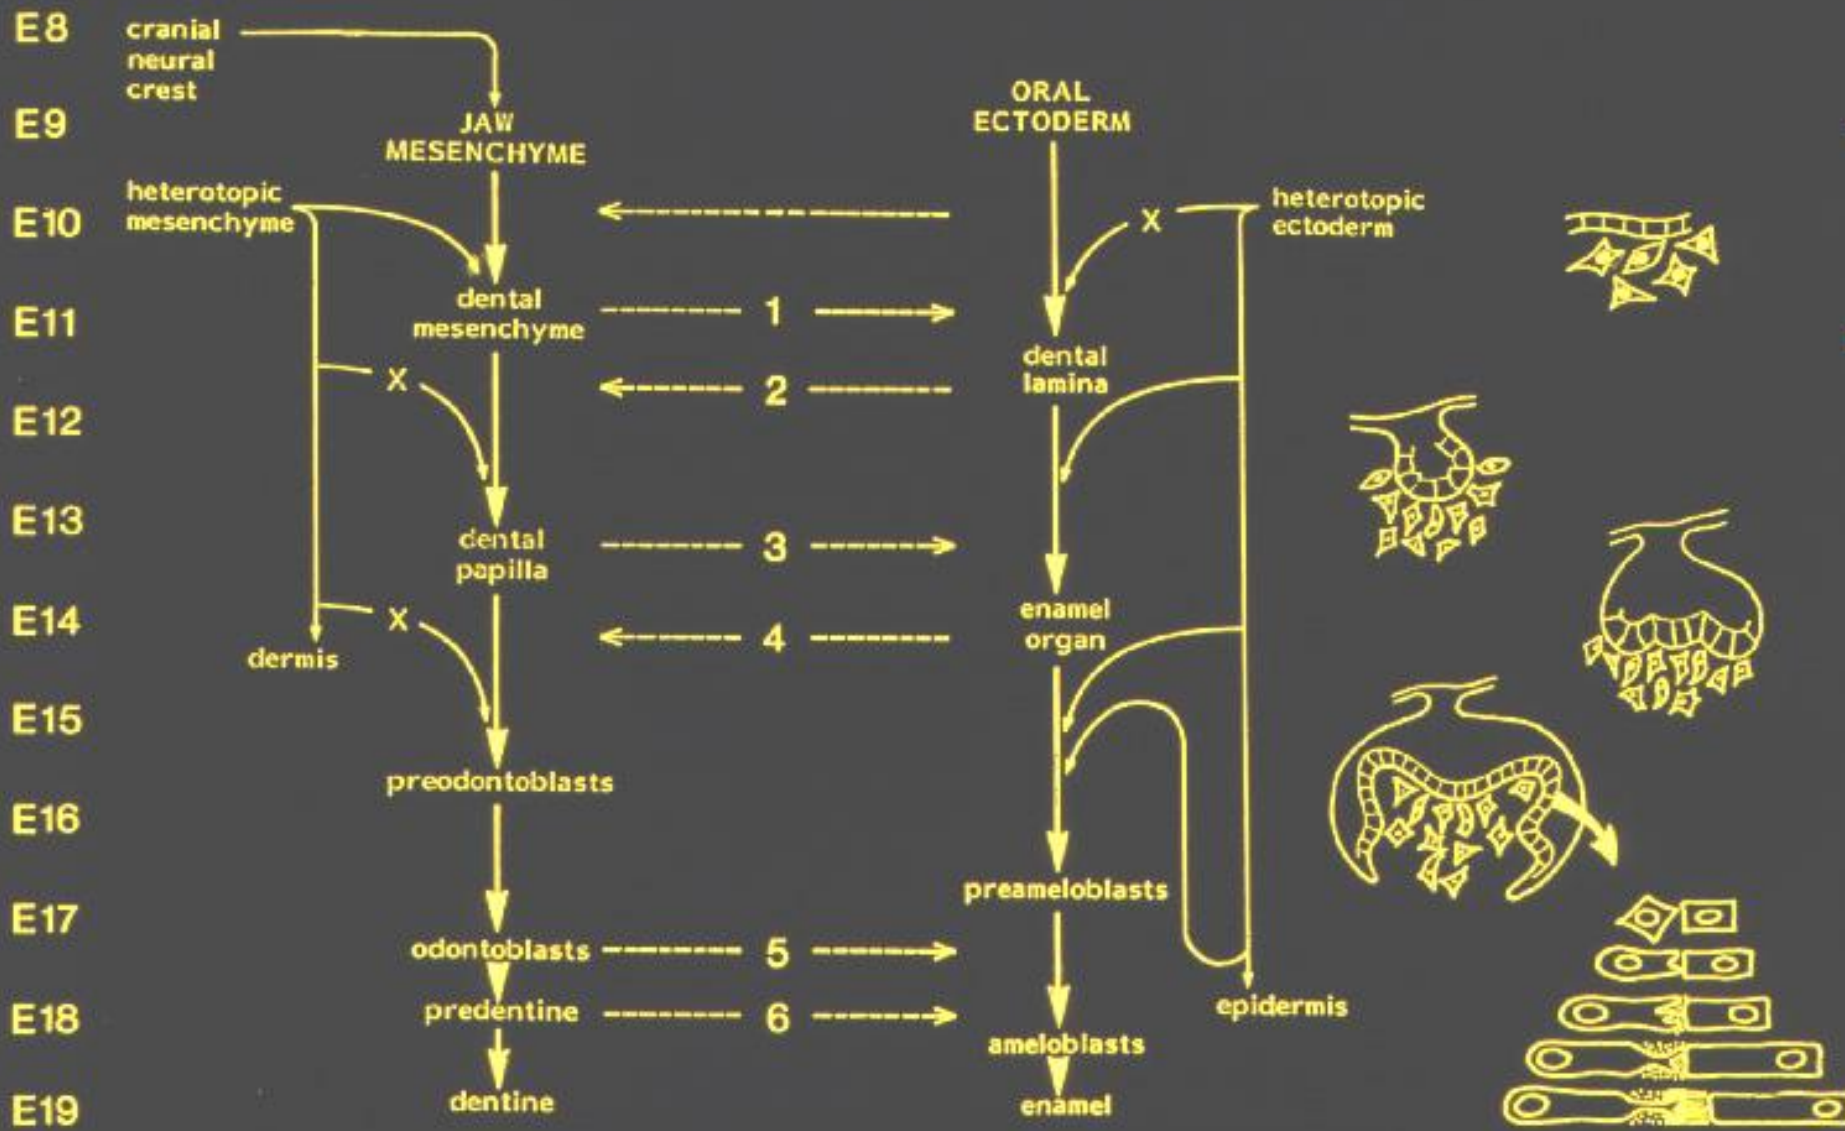 E8
cranial
neural
crest
ORAL
ECTODERM
E9
JAW
MESENCHYME
heterotopic
mesenchyme
E10
X
heterotopic
ectoderm
dental
mesenchyme
E11
1
dental
lamina
X
2
E12
E13
dental
papilla
3
enamel
organ
E14
X
4
dermis
E15
preodontoblasts
E16
preameloblasts
E17
odontoblasts
5
epidermis
E18
predentine
6
ameloblasts
E19
dentine
enamel